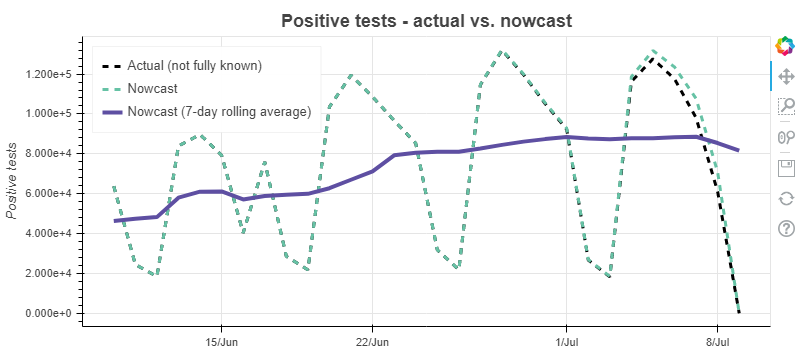 Positive tests - actual vs. nowcast
Actual (not fully known)
Nowcast
Nowcast (7-day rolling average)
Positive tests
1.200e+5
1.000e+5
8.000e+4
6.000e+4
4.000e+4
2.000e+4
0.000e+0
15/Jun
22/Jun
1/Jul
8/Jul